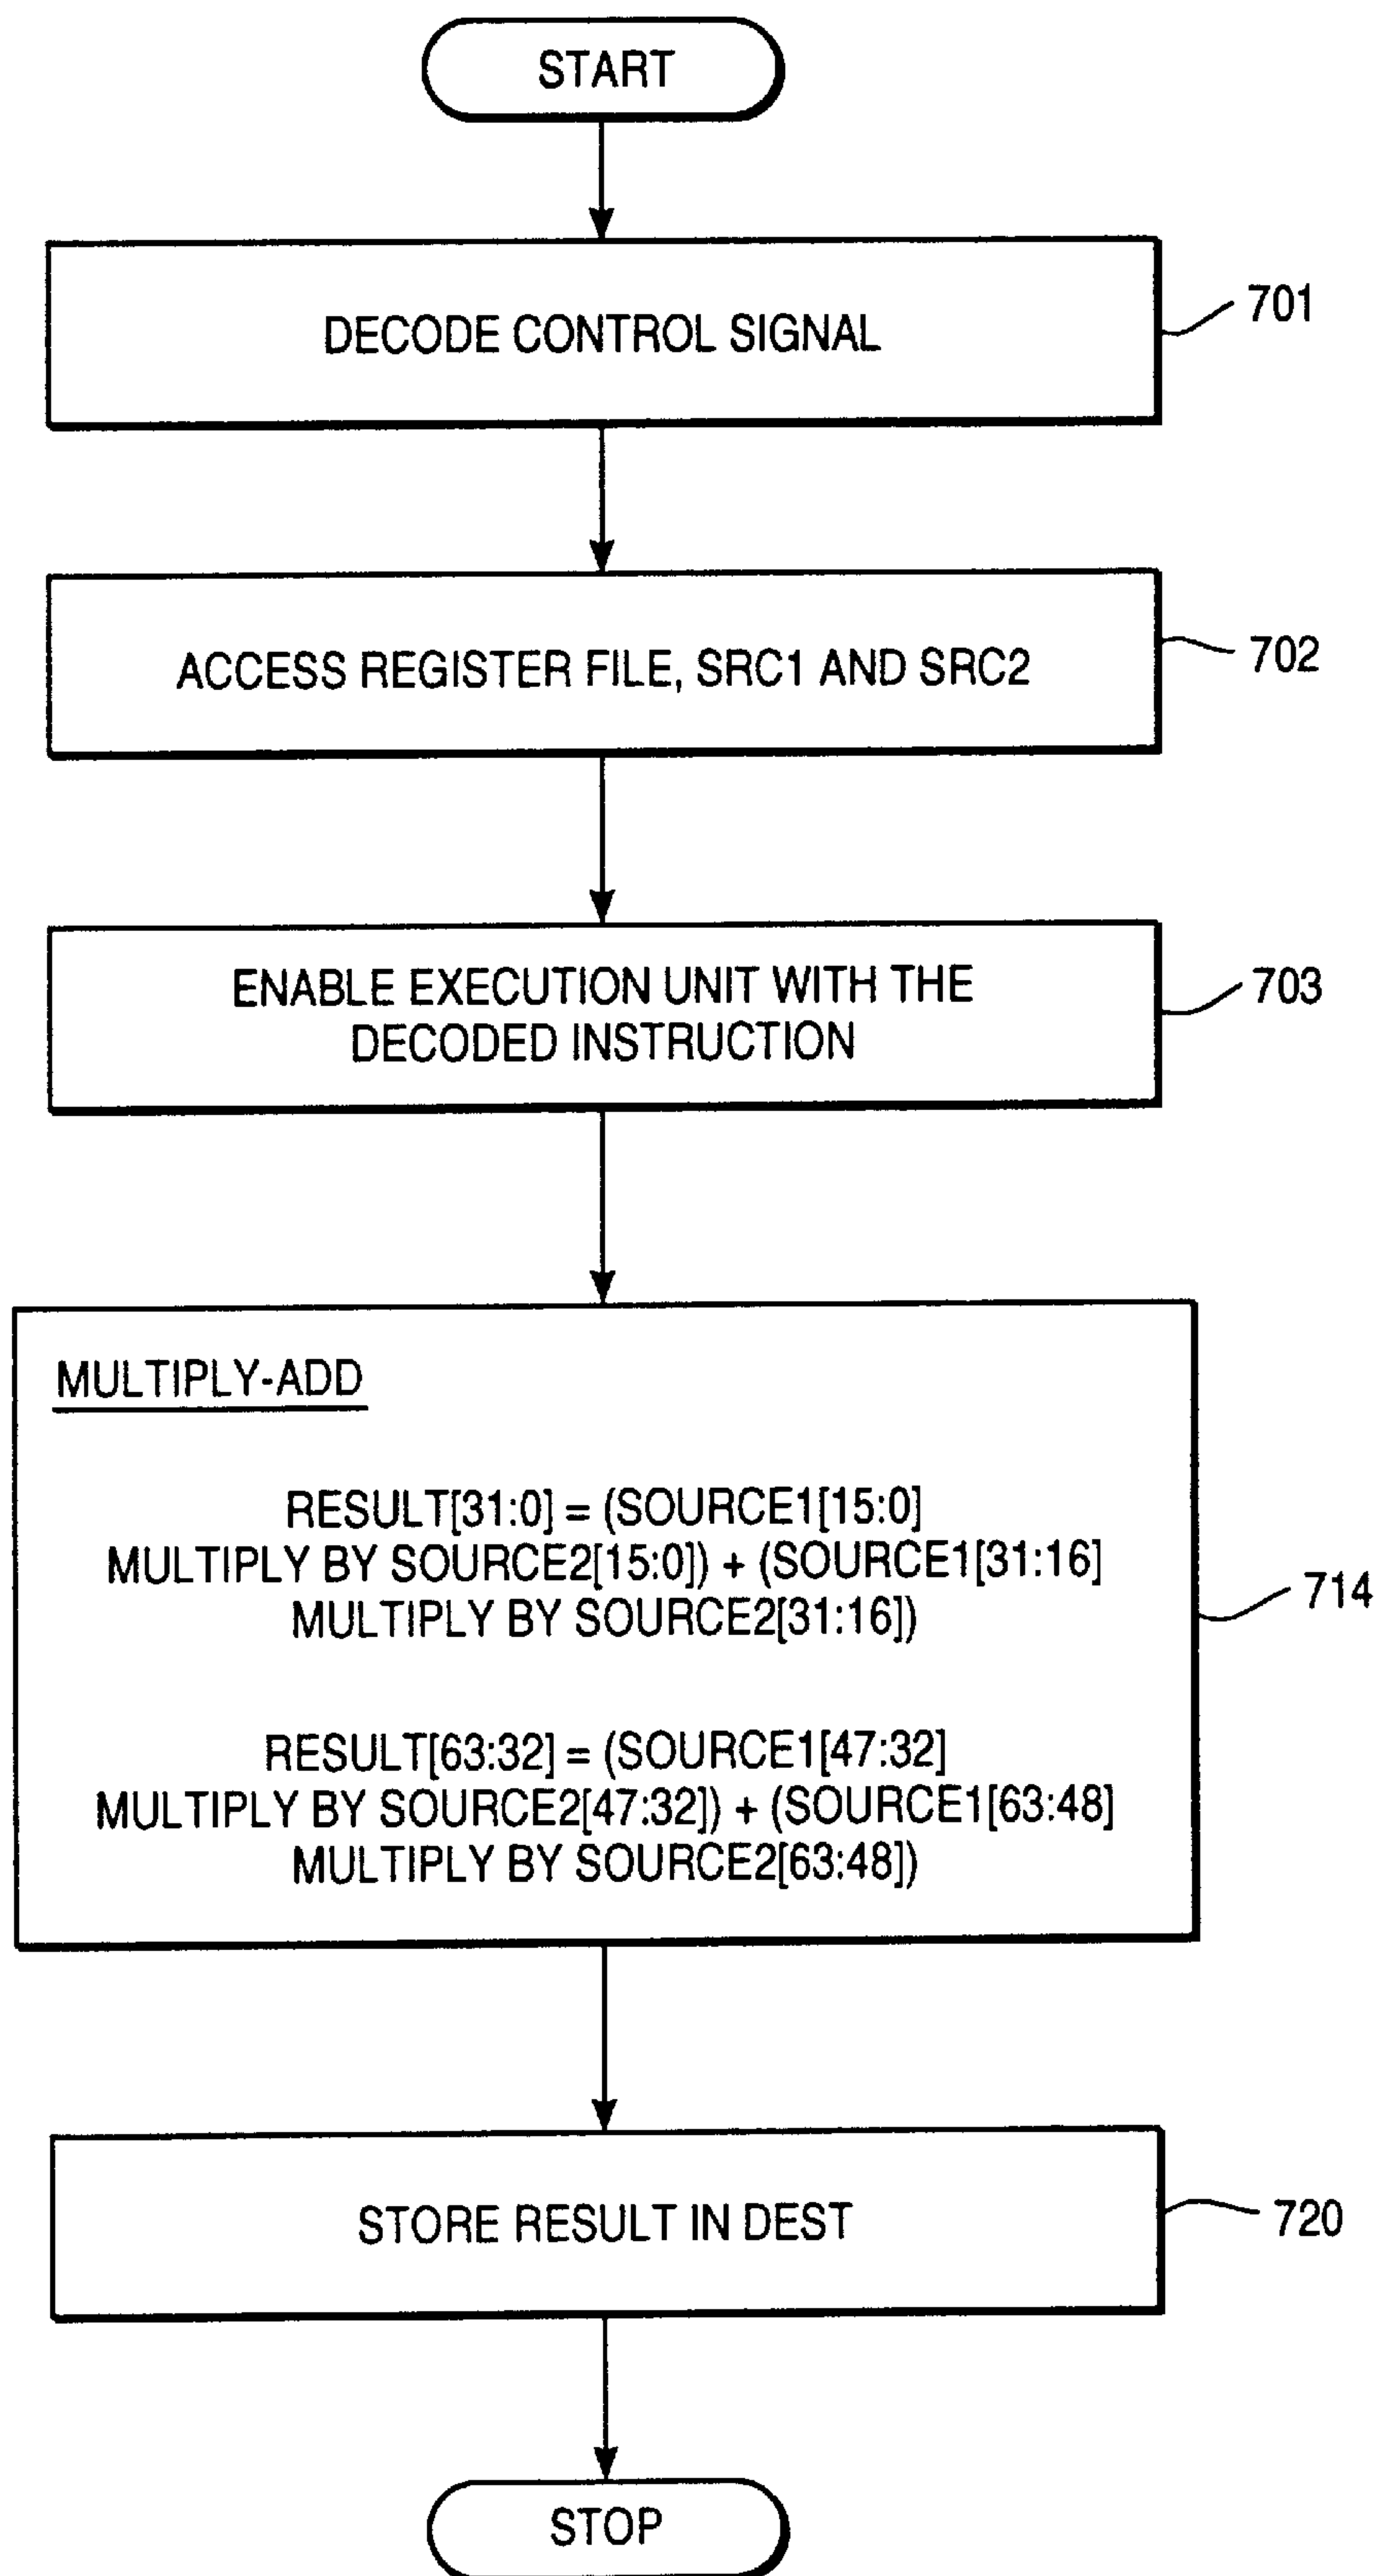 START
DECODE CONTROL SIGNAL
701
ACCESS REGISTER FILE, SRC1 AND SRC2
702
ENABLE EXECUTION UNIT WITH THE
DECODED INSTRUCTION
703
MULTIPLY-ADD
RESULT[31:0] = (SOURCE1[15:0]
MULTIPLY BY SOURCE2[15:0]) + (SOURCE1[31:16]
MULTIPLY BY SOURCE2[31:16])
714
RESULT[63:32] = (SOURCE1[47:32]
MULTIPLY BY SOURCE2[47:32]) + (SOURCE1[63:48]
MULTIPLY BY SOURCE2[63:48])
STORE RESULT IN DEST
720
STOP